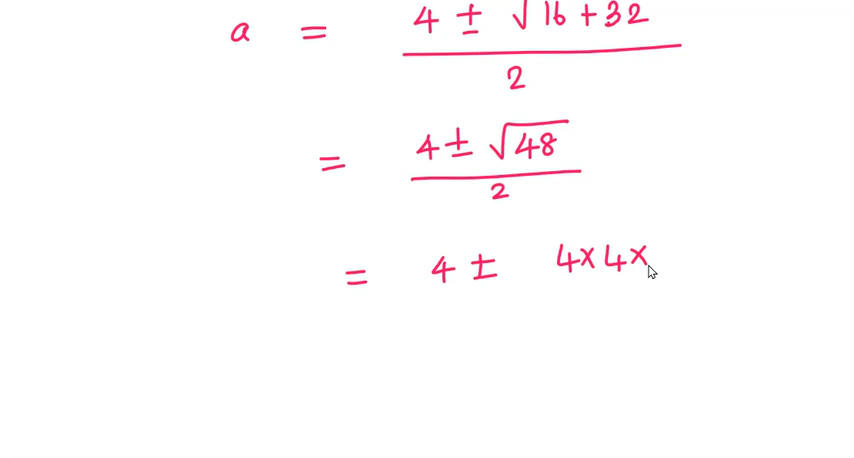 a = 4 ± √16 + 32
2
= 4 ± √48
2
= 4 ± 4 × 4 ×